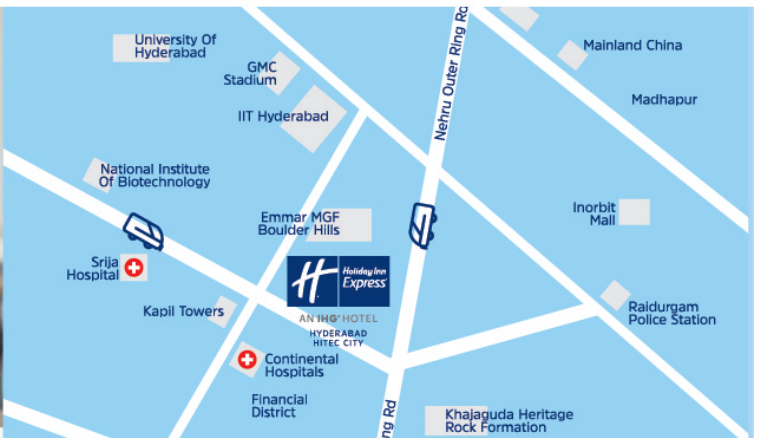 University Of
Hyderabad
GMC
Stadium
IIT Hyderabad
Nehru Outer Ring Rd
Mainland China
Madhapur
National Institute
Of Biotechnology
Emmar MGF
Boulder Hills
Inorbit
Mall
Srija
Hospital
H Holiday Inn
Express
AN IHG® HOTEL
HYDERABAD
HITEC CITY
Kapil Towers
Raidurgam
Police Station
Continental
Hospitals
Financial
District
ng Rd
Khajaguda Heritage
Rock Formation